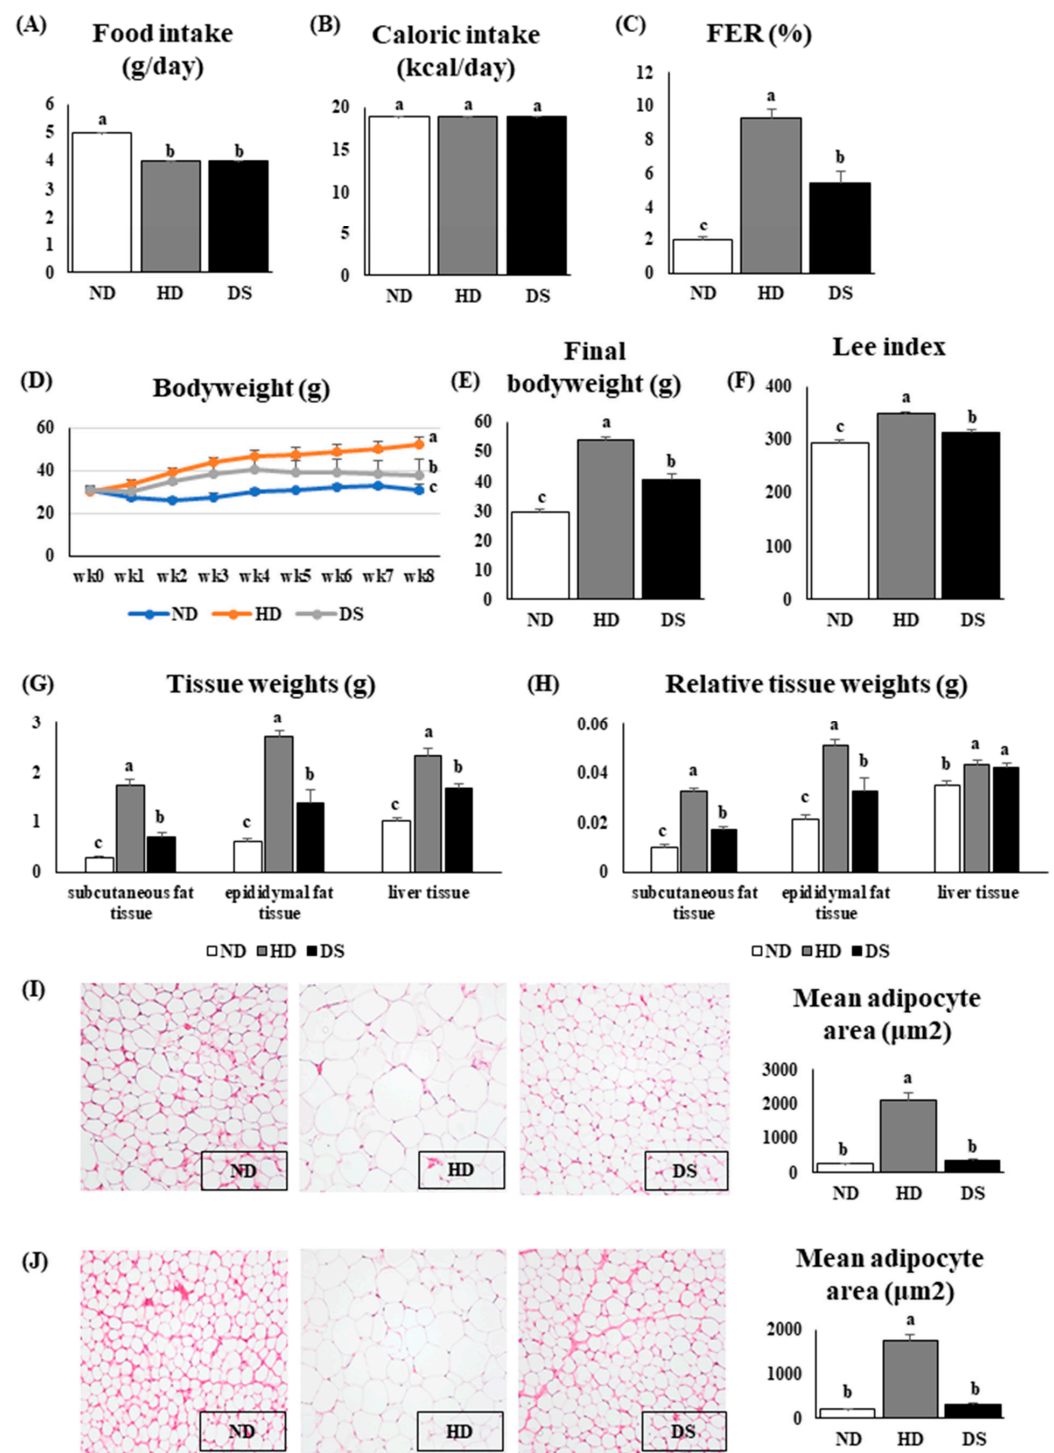 (A)
Food intake
(g/day)
6
5
4
3
2
1
0
a
b
b
ND HD DS
(B)
Caloric intake
(kcal/day)
20
15
10
5
0
a
a
a
ND HD DS
(C)
FER (%)
12
10
8
6
4
2
0
c
a
b
ND HD DS
(D)
Bodyweight (g)
60
40
20
0
a
b
c
wk0 wk1 wk2 wk3 wk4 wk5 wk6 wk7 wk8
ND HD DS
(E)
Final
bodyweight (g)
60
50
40
30
20
10
0
c
a
b
ND HD DS
(F)
Lee index
400
300
200
100
0
c
a
b
ND HD DS
(G)
Tissue weights (g)
3
2
1
0
c a b
c a b
c a b
subcutaneous fat
tissue
epididymal fat
tissue
liver tissue
ND HD DS
(H)
Relative tissue weights (g)
0.06
0.04
0.02
0
c a b
c a b
b a a
subcutaneous fat
tissue
epididymal fat
tissue
liver tissue
ND HD DS
(I)
ND
HD
DS
Mean adipocyte
area (μm2)
3000
2000
1000
0
b
a
b
ND HD DS
(J)
ND
HD
DS
Mean adipocyte
area (μm2)
2000
1000
0
b
a
b
ND HD DS